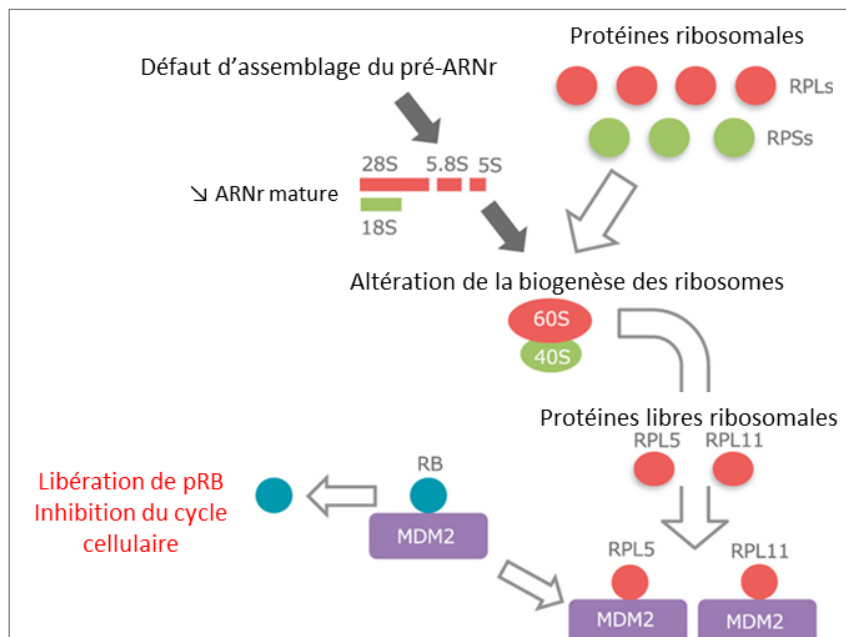 Protéines ribosomales
Défaut d’assemblage du pré-ARNr
RPLs
RPSs
28S 5.8S 5S
↘ ARNr mature
18S
Altération de la biogenèse des ribosomes
60S
40S
Protéines libres ribosomales
RPL5 RPL11
RB
Libération de pRB
Inhibition du cycle
cellulaire
MDM2
RPL5 RPL11
MDM2 MDM2